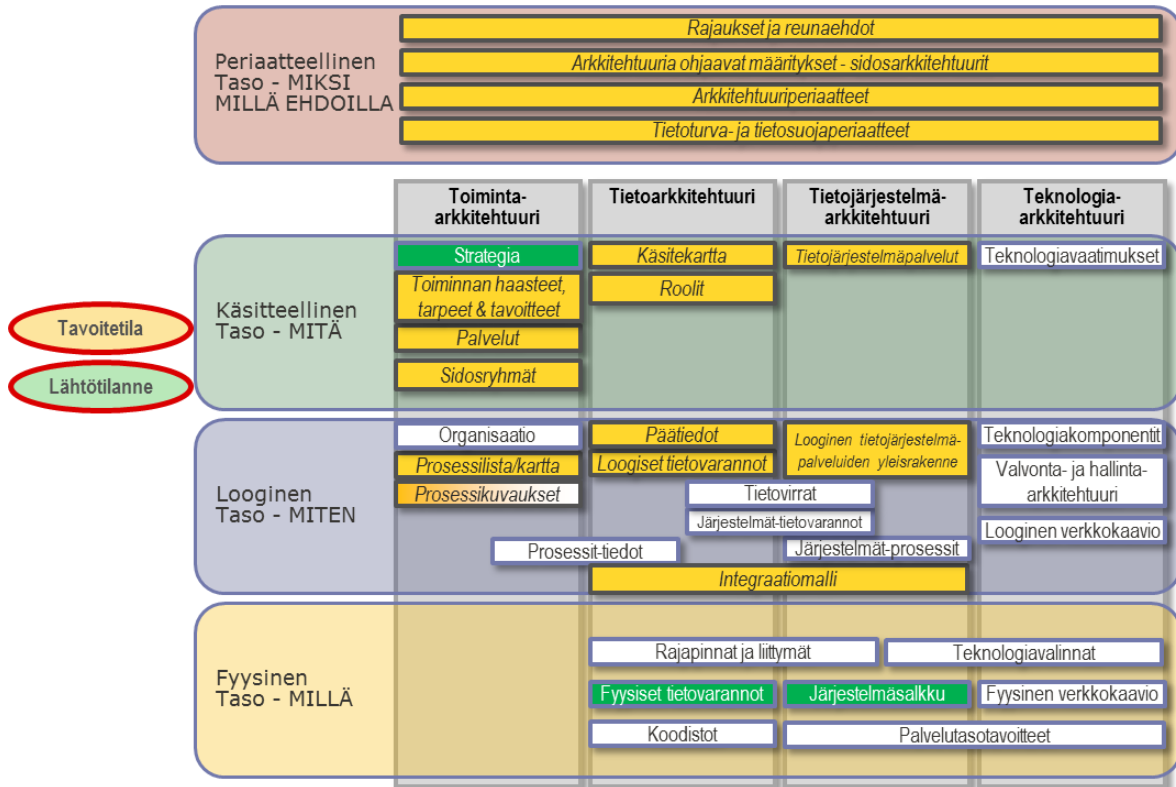 Periaatteellinen
Taso - MIKSI
MILLÄ EHDOILLA
Rajaukset ja reunaehdot
Arkkitehtuuria ohjaavat määritykset - sidosarkkitehtuurit
Arkkitehtuuriperiaatteet
Tietoturva- ja tietosuojaperiaatteet
Toiminta-
arkkitehtuuri
Tietoarkkitehtuuri
Tietojärjestelmä-
arkkitehtuuri
Teknologia-
arkkitehtuuri
Tavoitetila
Lähtötilanne
Käsitteellinen
Taso - MITÄ
Strategia
Käsitekartta
Tietojärjestelmäpalvelut
Teknologiavaatimukset
Toiminnan haasteet,
tarpeet & tavoitteet
Roolit
Palvelut
Sidosryhmät
Looginen
Taso - MITEN
Organisaatio
Päätiedot
Looginen tietojärjestelmä-
palveluiden yleisrakenne
Teknologiakomponentit
Prosessilista/kartta
Loogiset tietovarannot
Valvonta- ja hallinta-
arkkitehtuuri
Prosessikuvaukset
Tietovirrat
Järjestelmät-tietovarannot
Looginen verkkokaavio
Prosessit-tiedot
Järjestelmät-prosessit
Integraatiomalli
Fyysinen
Taso - MILLÄ
Rajapinnat ja liittymät
Teknologiavalinnat
Fyysiset tietovarannot
Järjestelmäsalkku
Fyysinen verkkokaavio
Koodistot
Palvelutasotavoitteet